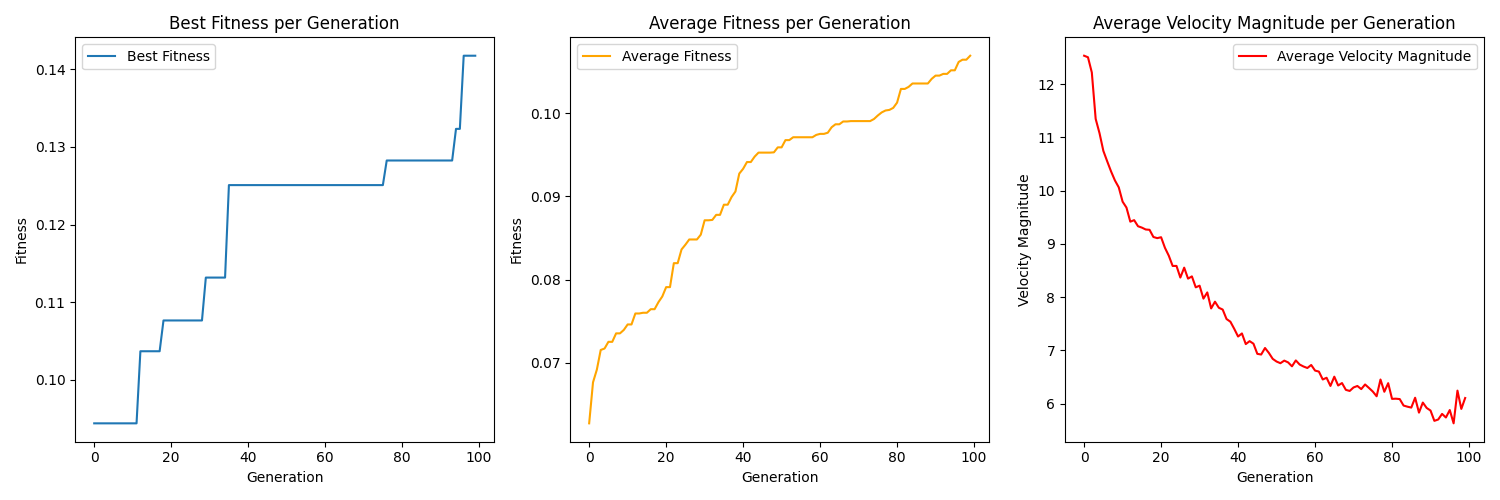 Best Fitness per Generation
Best Fitness
0.14
0.13
0.12
0.11
0.10
Fitness
0 20 40 60 80 100
Generation
Average Fitness per Generation
Average Fitness
0.10
0.09
0.08
0.07
Fitness
0 20 40 60 80 100
Generation
Average Velocity Magnitude per Generation
Average Velocity Magnitude
12
11
10
9
8
7
6
Velocity Magnitude
0 20 40 60 80 100
Generation